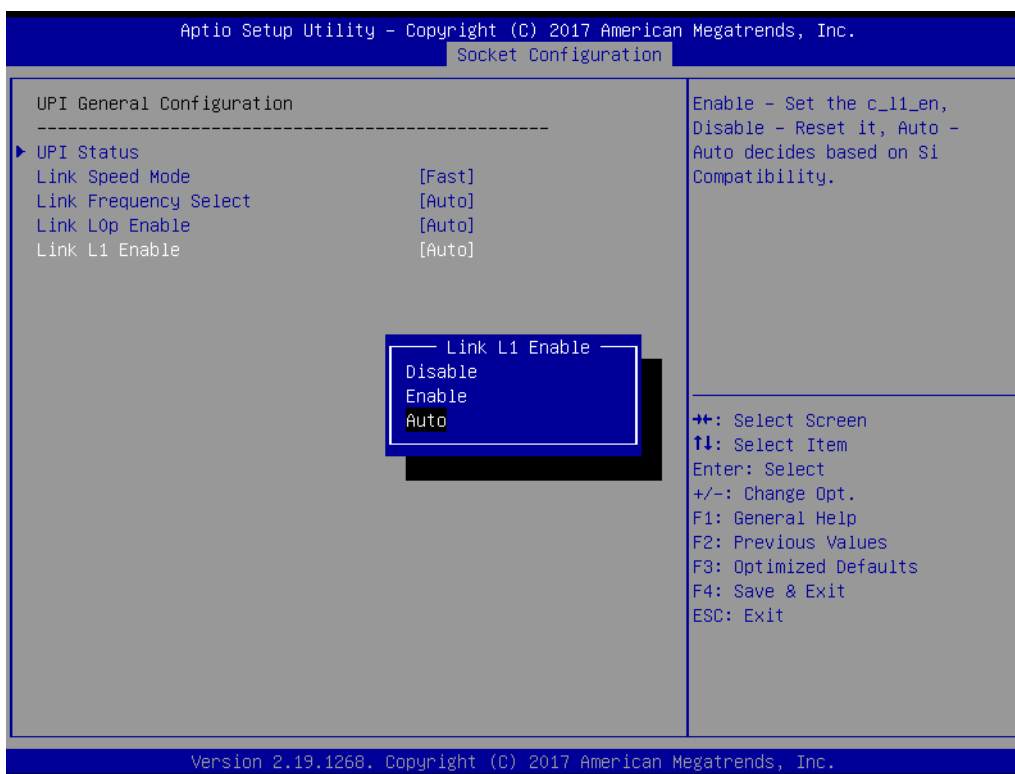 Aptio Setup Utility – Copyright (C) 2017 American Megatrends, Inc.
Socket Configuration
UPI General Configuration
--------------------------------------------------
UPI Status
Link Speed Mode [Fast]
Link Frequency Select [Auto]
Link L0p Enable [Auto]
Link L1 Enable [Auto]
Link L1 Enable
Disable
Enable
Auto
Enable – Set the c_l1_en,
Disable – Reset it, Auto –
Auto decides based on Si
Compatibility.
→←: Select Screen
↑↓: Select Item
Enter: Select
+/-: Change Opt.
F1: General Help
F2: Previous Values
F3: Optimized Defaults
F4: Save & Exit
ESC: Exit
Version 2.19.1268. Copyright (C) 2017 American Megatrends, Inc.